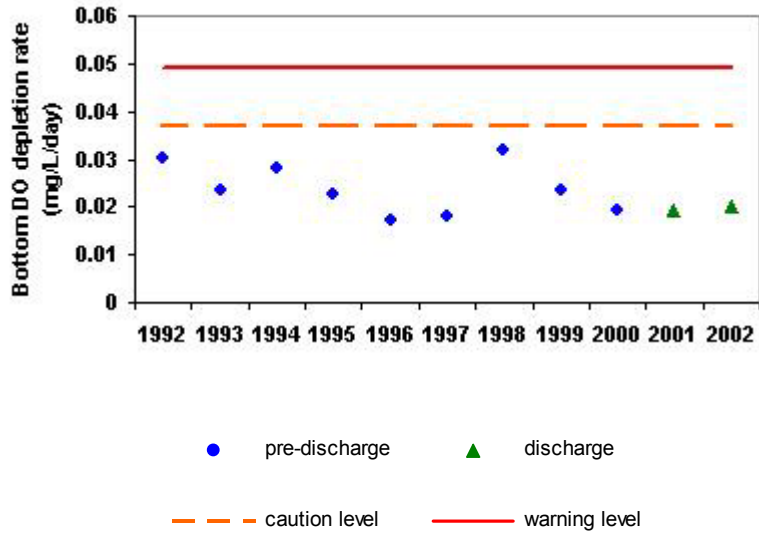 Bottom DO depletion rate
(mg/L/day)
0.06
0.05
0.04
0.03
0.02
0.01
0
1992 1993 1994 1995 1996 1997 1998 1999 2000 2001 2002
pre-discharge discharge
caution level warning level